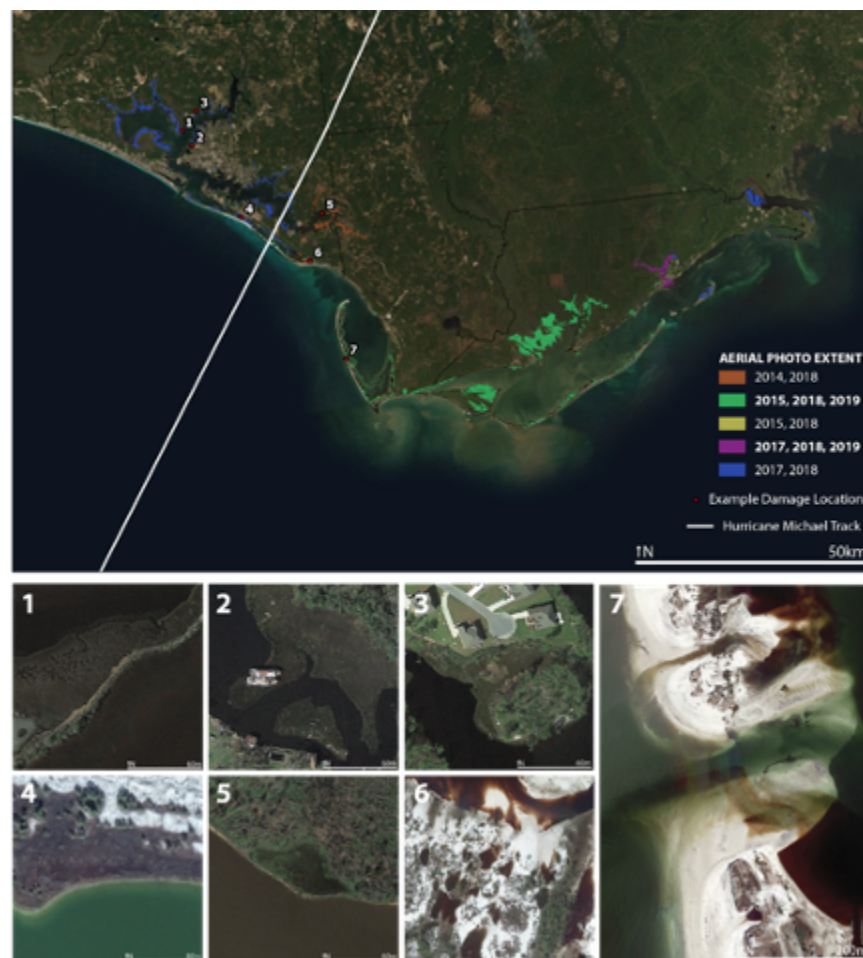 3
1
2
4
5
6
7
AERIAL PHOTO EXTENT
2014, 2018
2015, 2018, 2019
2015, 2018
2017, 2018, 2019
2017, 2018
Example Damage Location
Hurricane Michael Track
↑N 50km
1
2
3
7
4
5
6